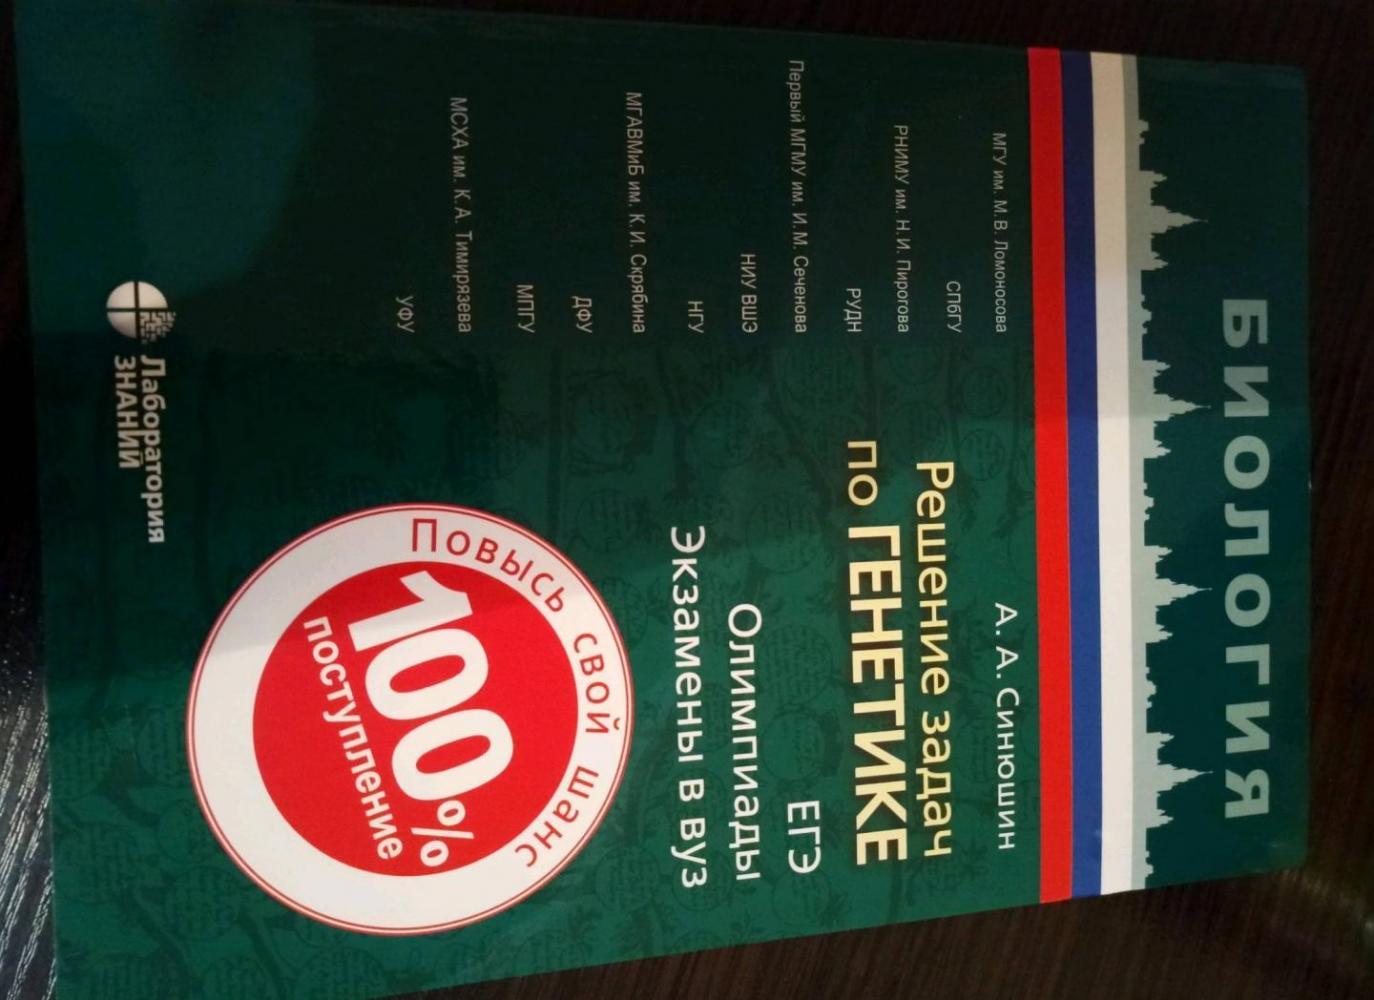 БИОЛОГИЯ
А. А. Синюшин
Решение задач
по ГЕНЕТИКЕ
ЕГЭ
Олимпиады
Экзамены в вуз
МГУ им. М. В. Ломоносова
СПбГУ
РНИМУ им. Н. И. Пирогова
РУДН
Первый МГМУ им. И. М. Сеченова
НИУ ВШЭ
НГУ
МГАВМиБ им. К. И. Скрябина
ДФУ
МПГУ
МСХА им. К. А. Тимирязева
УФУ
Повысь свой шанс
100%
поступление
Лаборатория
ЗНАНИЙ